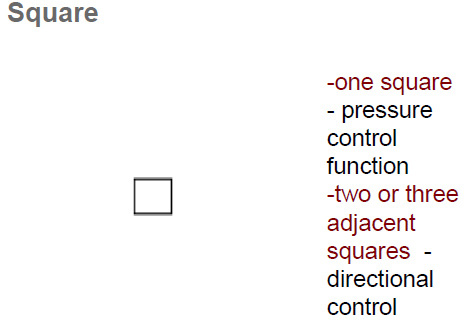 Square
-one square
- pressure
control
function
-two or three
adjacent
squares -
directional
control